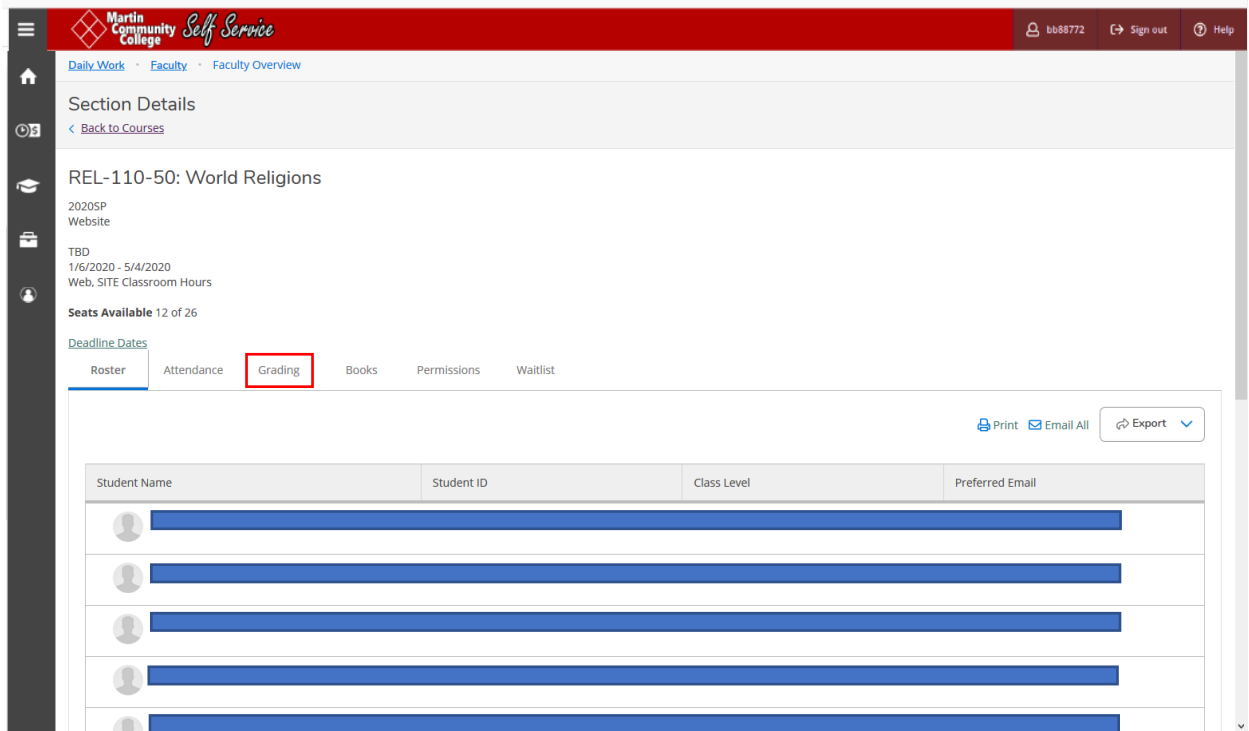 Martin
Community
College
Self Service
bb88772
Sign out
Help
Daily Work
Faculty
Faculty Overview
Section Details
Back to Courses
REL-110-50: World Religions
2020SP
Website
TBD
1/6/2020 - 5/4/2020
Web, SITE Classroom Hours
Seats Available 12 of 26
Deadline Dates
Roster
Attendance
Grading
Books
Permissions
Waitlist
Print
Email All
Export
Student Name
Student ID
Class Level
Preferred Email